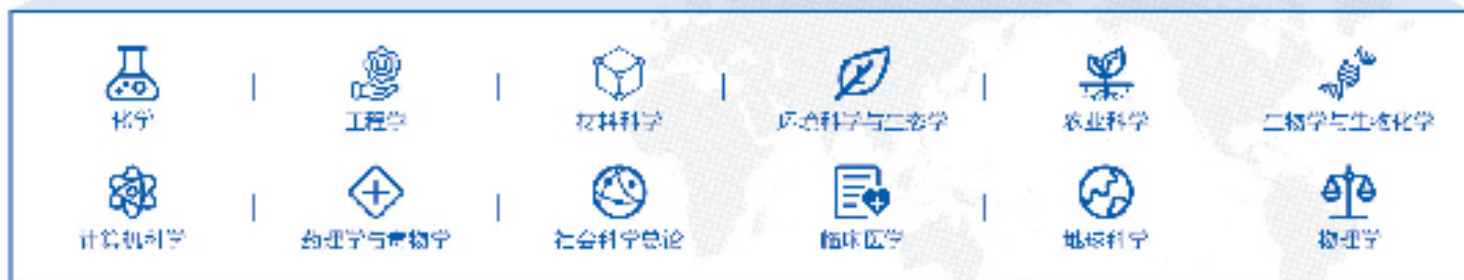 化学
工程学
材料科学
环境科学与生态学
农业科学
生物学与生物化学
计算机科学
药理学与毒物学
社会科学总论
临床医学
地球科学
物理学